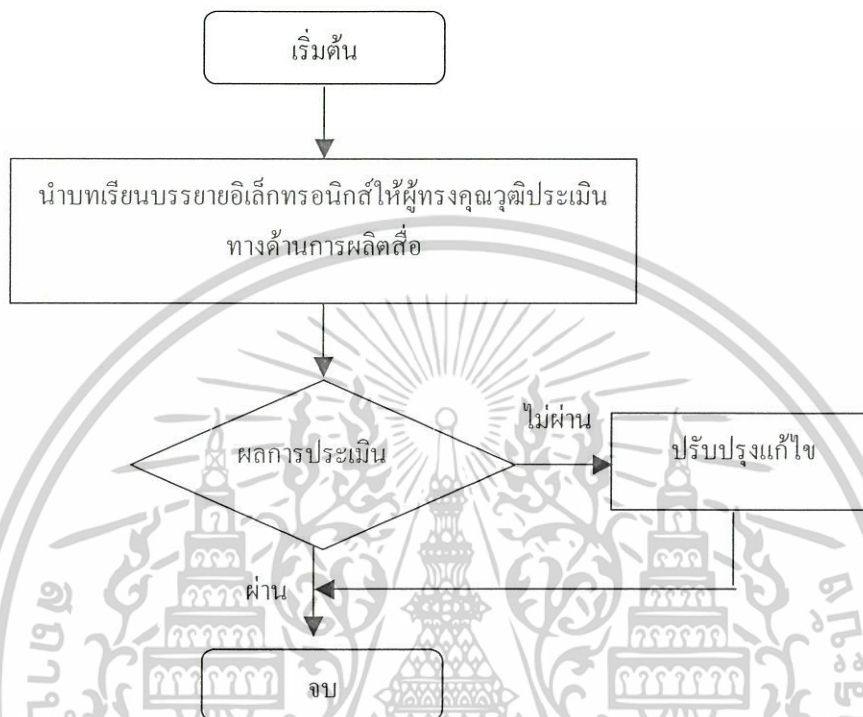 เริ่มต้น
นำบทเรียนบรรยายอิเล็กทรอนิกส์ให้ผู้ทรงคุณวุฒิประเมิน
ทางด้านการผลิตสื่อ
ผลการประเมิน
ไม่ผ่าน
ปรับปรุงแก้ไข
ผ่าน
จบ